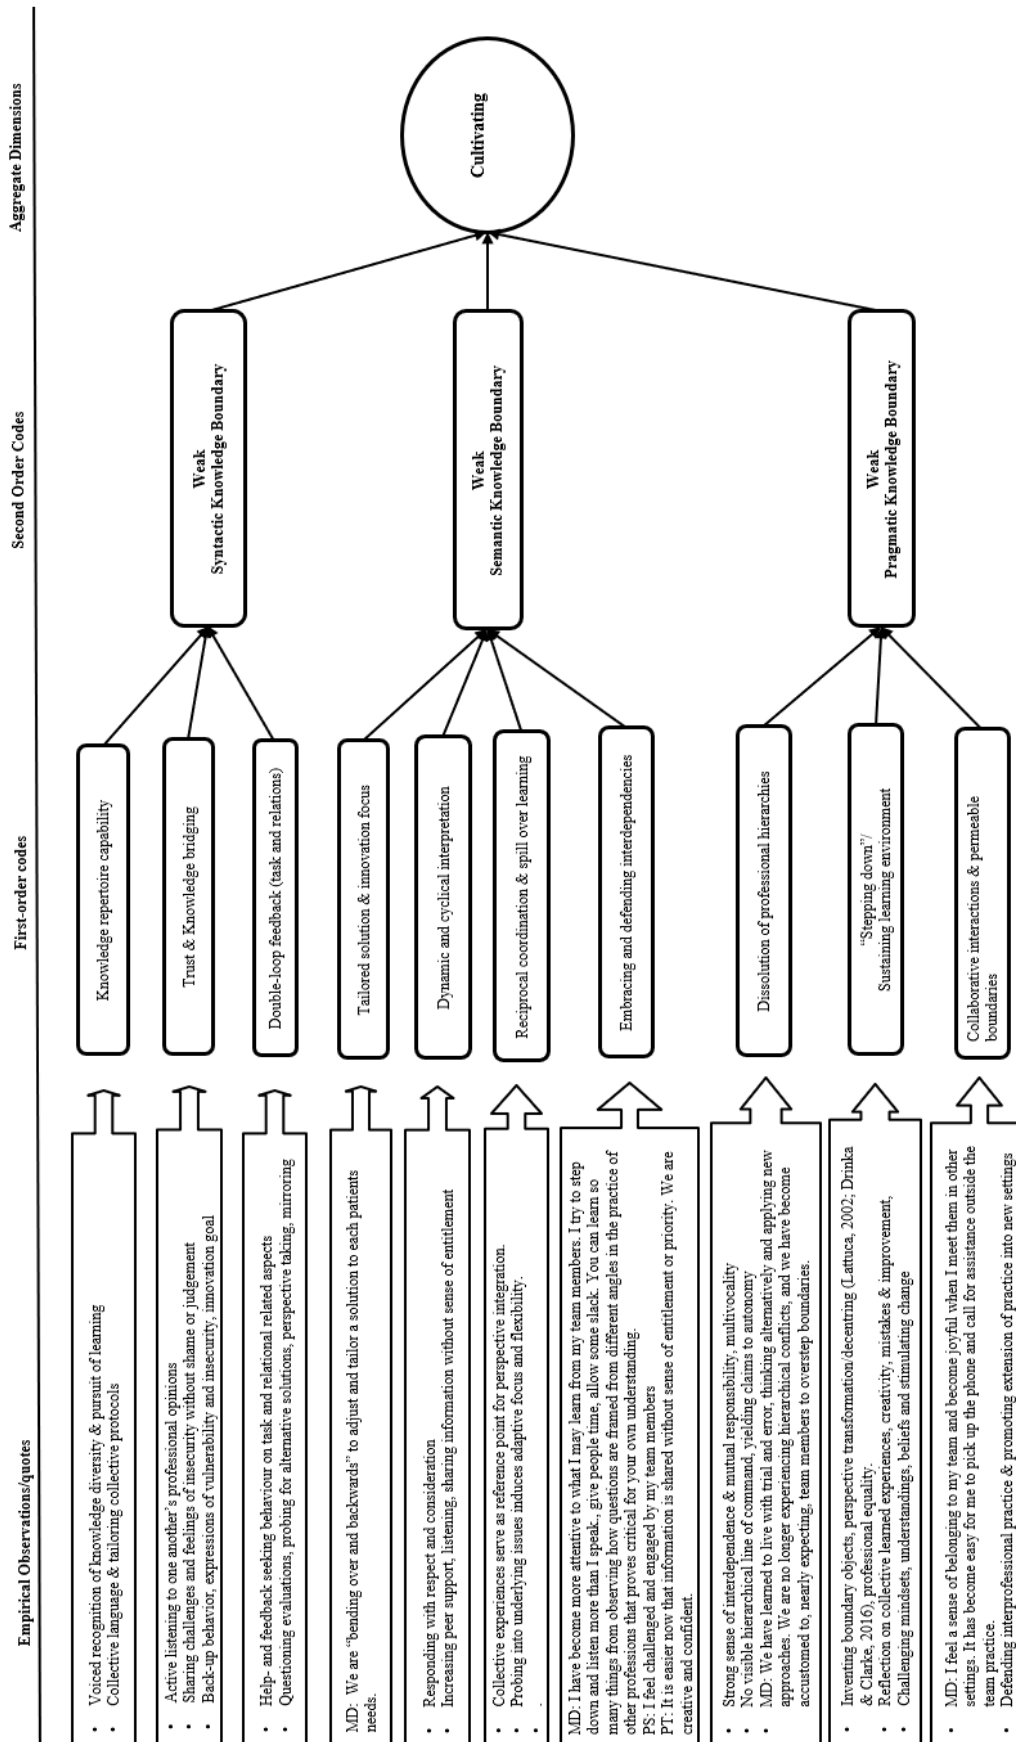 Empirical Observations/quotes
First-order codes
Second Order Codes
Aggregate Dimensions
• Voiced recognition of knowledge diversity & pursuit of learning
• Collective language & tailoring collective protocols
Knowledge repertoire capability
• Active listening to one another's professional opinions
• Sharing challenges and feelings of insecurity without shame or judgement
• Back-up behavior, expressions of vulnerability and insecurity, innovation goal
Trust & Knowledge bridging
• Help- and feedback seeking behaviour on task and relational related aspects
• Questioning evaluations, probing for alternative solutions, perspective taking, mirroring
Double-loop feedback (task and relations)
Weak
Syntactic Knowledge Boundary
MD: We are “bending over and backwards” to adjust and tailor a solution to each patients
needs.
Tailored solution & innovation focus
• Responding with respect and consideration
• Increasing peer support, listening, sharing information without sense of entitlement
Dynamic and cyclical interpretation
• Collective experiences serve as reference point for perspective integration.
• Probing into underlying issues induces adaptive focus and flexibility.
• .
Reciprocal coordination & spill over learning
MD: I have become more attentive to what I may learn from my team members. I try to step
down and listen more than I speak., give people time, allow some slack. You can learn so
many things from observing how questions are framed from different angles in the practice of
other professions that proves critical for your own understanding.
PS: I feel challenged and engaged by my team members
PT: It is easier now that information is shared without sense of entitlement or priority. We are
creative and confident.
Embracing and defending interdependencies
Weak
Semantic Knowledge Boundary
Cultivating
• Strong sense of interdependence & mutual responsibility, multivocality
• No visible hierarchical line of command, yielding claims to autonomy
• MD: We have learned to live with trial and error, thinking alternatively and applying new
approaches. We are no longer experiencing hierarchical conflicts, and we have become
accustomed to, nearly expecting, team members to overstep boundaries.
Dissolution of professional hierarchies
• Inventing boundary objects, perspective transformation/decentring (Lattuca, 2002; Drinka
& Clarke, 2016), professional equality.
• Reflection on collective learned experiences, creativity, mistakes & improvement,
• Challenging mindsets, understandings, beliefs and stimulating change
“Stepping down”/
Sustaining learning environment
• MD: I feel a sense of belonging to my team and become joyful when I meet them in other
settings. It has become easy for me to pick up the phone and call for assistance outside the
team practice.
• Defending interprofessional practice & promoting extension of practice into new settings
Collaborative interactions & permeable
boundaries
Weak
Pragmatic Knowledge Boundary